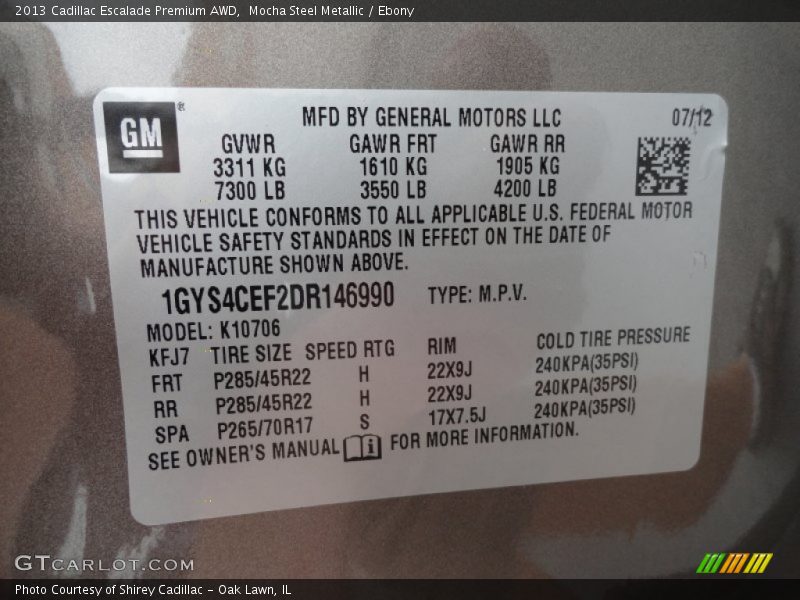 2013 Cadillac Escalade Premium AWD,  Mocha Steel Metallic / Ebony
GM®
MFD BY GENERAL MOTORS LLC 07/12
GVWR GAWR FRT GAWR RR
3311 KG 1610 KG 1905 KG
7300 LB 3550 LB 4200 LB
THIS VEHICLE CONFORMS TO ALL APPLICABLE U.S. FEDERAL MOTOR
VEHICLE SAFETY STANDARDS IN EFFECT ON THE DATE OF
MANUFACTURE SHOWN ABOVE.
1GYS4CEF2DR146990 TYPE: M.P.V.
MODEL: K10706
KFJ7 TIRE SIZE SPEED RTG RIM COLD TIRE PRESSURE
FRT P285/45R22 H 22X9J 240KPA(35PSI)
RR P285/45R22 H 22X9J 240KPA(35PSI)
SPA P265/70R17 S 17X7.5J 240KPA(35PSI)
SEE OWNER'S MANUAL i FOR MORE INFORMATION.
GTCARLOT.COM
Photo Courtesy of Shirey Cadillac - Oak Lawn, IL